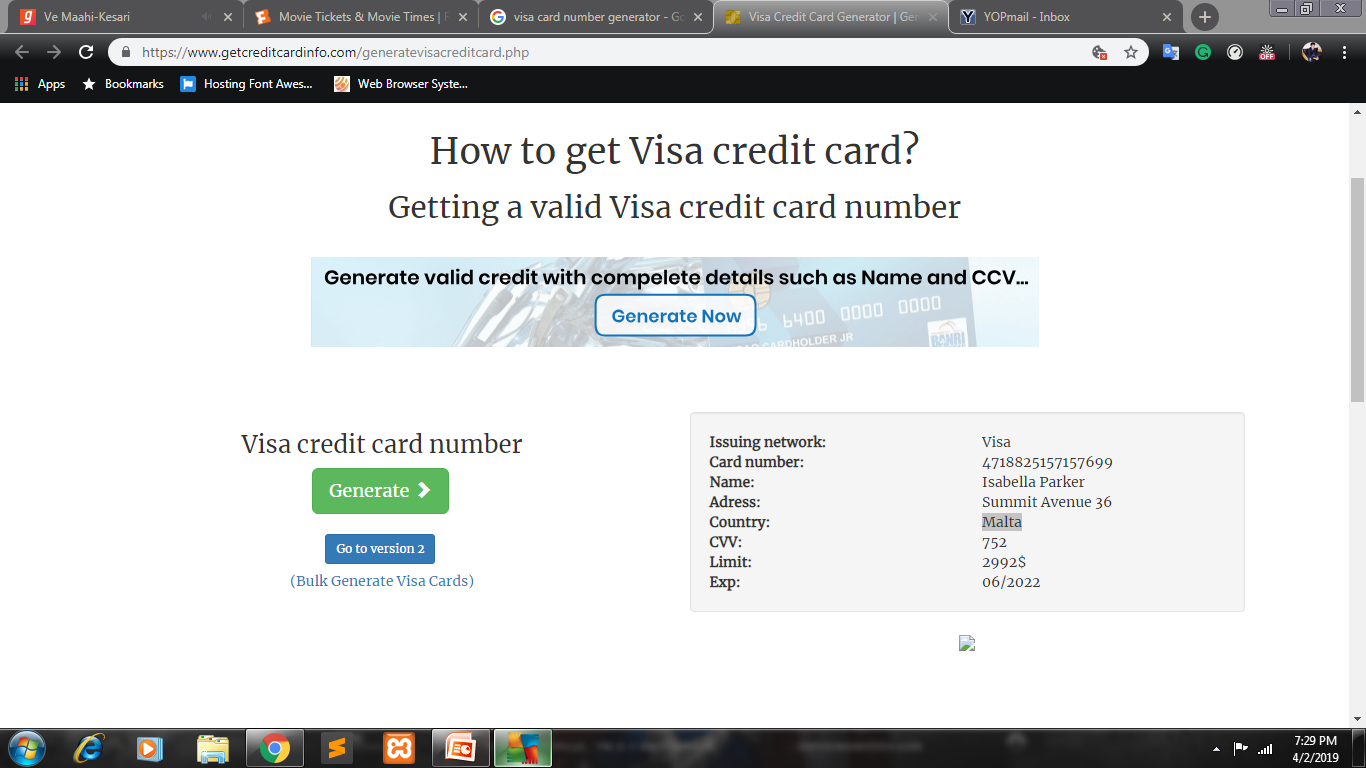 Ve Maahi-Kesari
Movie Tickets & Movie Times | F
visa card number generator - Go
Visa Credit Card Generator | Gen
YOPmail - Inbox
https://www.getcreditcardinfo.com/generatevisacreditcard.php
OFF
Apps
Bookmarks
Hosting Font Awes...
Web Browser Syste...
How to get Visa credit card?
Getting a valid Visa credit card number
Generate valid credit with compelete details such as Name and CCV...
Generate Now
6400 0000 0000
CARDHOLDER JR
Visa credit card number
Generate
Go to version 2
(Bulk Generate Visa Cards)
Issuing network: Visa
Card number: 4718825157157699
Name: Isabella Parker
Adress: Summit Avenue 36
Country: Malta
CVV: 752
Limit: 2992$
Exp: 06/2022
7:29 PM
4/2/2019